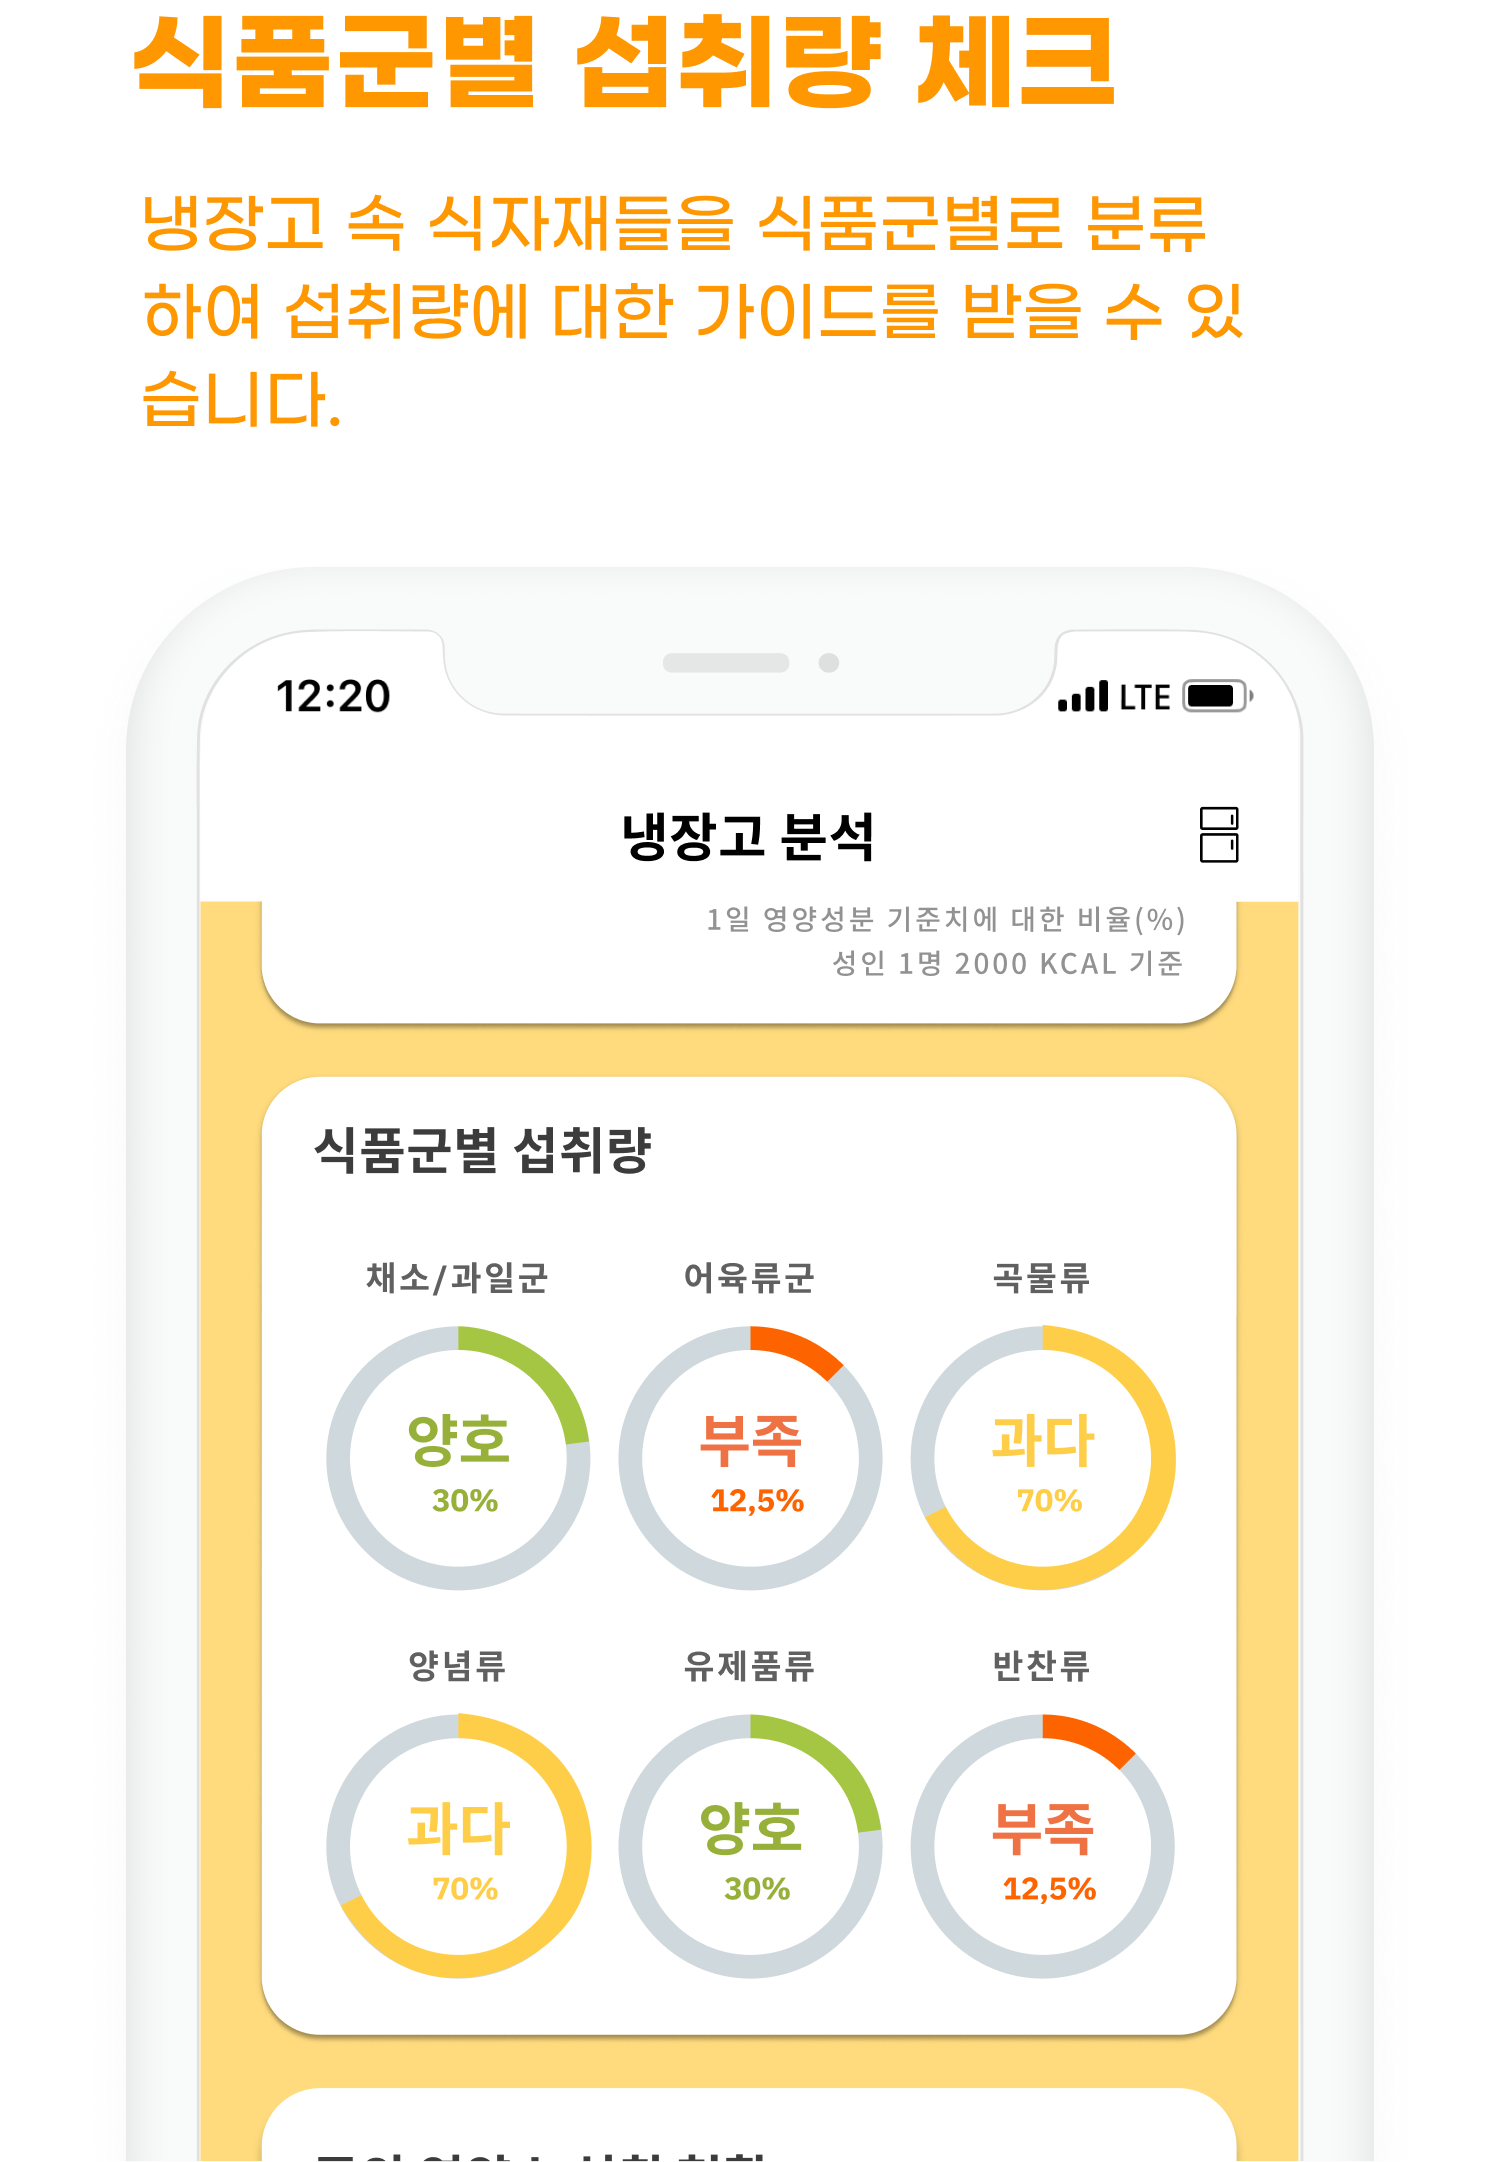 식품군별 섭취량 체크
냉장고 속 식자재들을 식품군별로 분류
하여 섭취량에 대한 가이드를 받을 수 있
습니다.
12:20
LTE
냉장고 분석
1일 영양성분 기준치에 대한 비율(%)
성인 1명 2000 KCAL 기준
식품군별 섭취량
채소/과일군 어육류군 곡물류
양호 부족 과다
30% 12,5% 70%
양념류 유제품류 반찬류
과다 양호 부족
70% 30% 12,5%